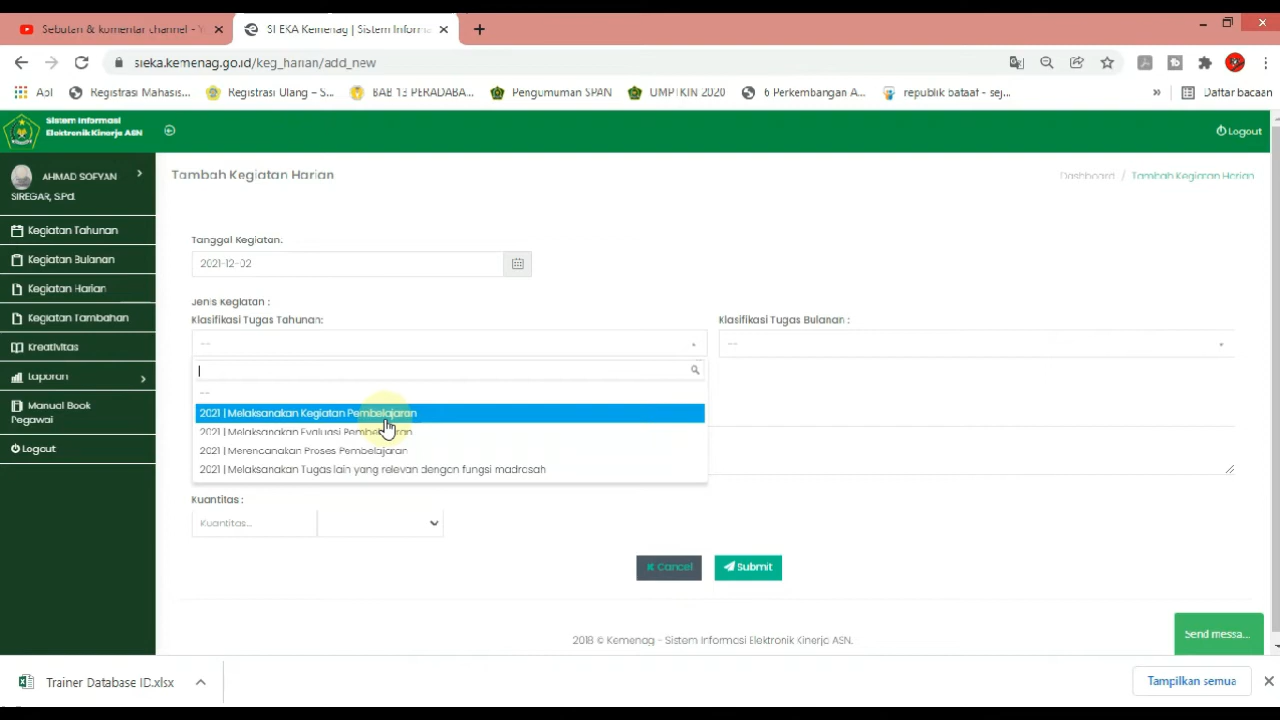 Sebutan & komentar channel - Y
SI EKA Kemenag | Sistem Informa
sieka.kemenag.go.id/keg_harian/add_new
Apl
Registrasi Mahasis...
Registrasi Ulang – S...
BAB 13 PERADABA...
Pengumuman SPAN
UMPTKIN 2020
6 Perkembangan A...
republik bataaf - sej...
»
Daftar bacaan
Sistem Informasi
Elektronik Kinerja ASN
Logout
AHMAD SOFYAN
SIREGAR, S.Pd.
Kegiatan Tahunan
Kegiatan Bulanan
Kegiatan Harian
Kegiatan Tambahan
Kreativitas
Laporan
Manual Book
Pegawai
Logout
Tambah Kegiatan Harian
Dashboard / Tambah Kegiatan Harian
Tanggal Kegiatan:
2021-12-02
Jenis Kegiatan :
Klasifikasi Tugas Tahunan:
Klasifikasi Tugas Bulanan :
--
--
--
2021 | Melaksanakan Kegiatan Pembelajaran
2021 | Melaksanakan Evaluasi Pembelajaran
2021 | Merencanakan Proses Pembelajaran
2021 | Melaksanakan Tugas lain yang relevan dengan fungsi madrasah
Kuantitas :
Kuantitas...
Cancel
Submit
2018 © Kemenag - Sistem Informasi Elektronik Kinerja ASN.
Send messa...
Trainer Database ID.xlsx
Tampilkan semua